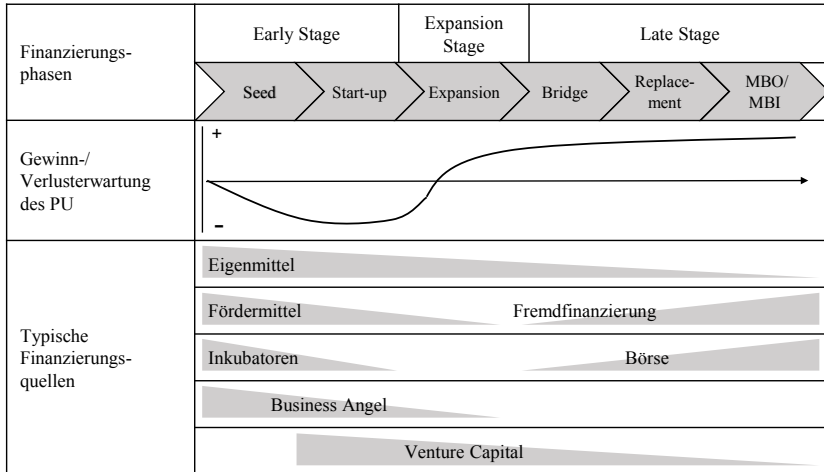 Finanzierungs-
phasen
Early Stage
Expansion
Stage
Late Stage
Seed
Start-up
Expansion
Bridge
Replace-
ment
MBO/
MBI
Gewinn-/
Verlusterwartung
des PU
+
–
Typische
Finanzierungs-
quellen
Eigenmittel
Fördermittel
Fremdfinanzierung
Inkubatoren
Börse
Business Angel
Venture Capital